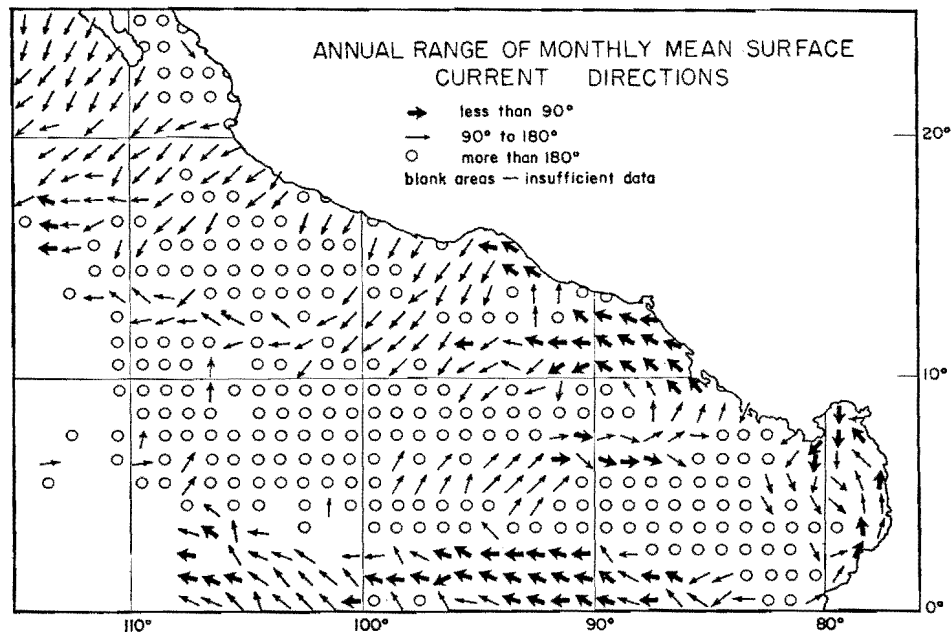 ANNUAL RANGE OF MONTHLY MEAN SURFACE
CURRENT DIRECTIONS
less than 90°
90° to 180°
more than 180°
blank areas — insufficient data
20°
10°
0°
110°
100°
90°
80°